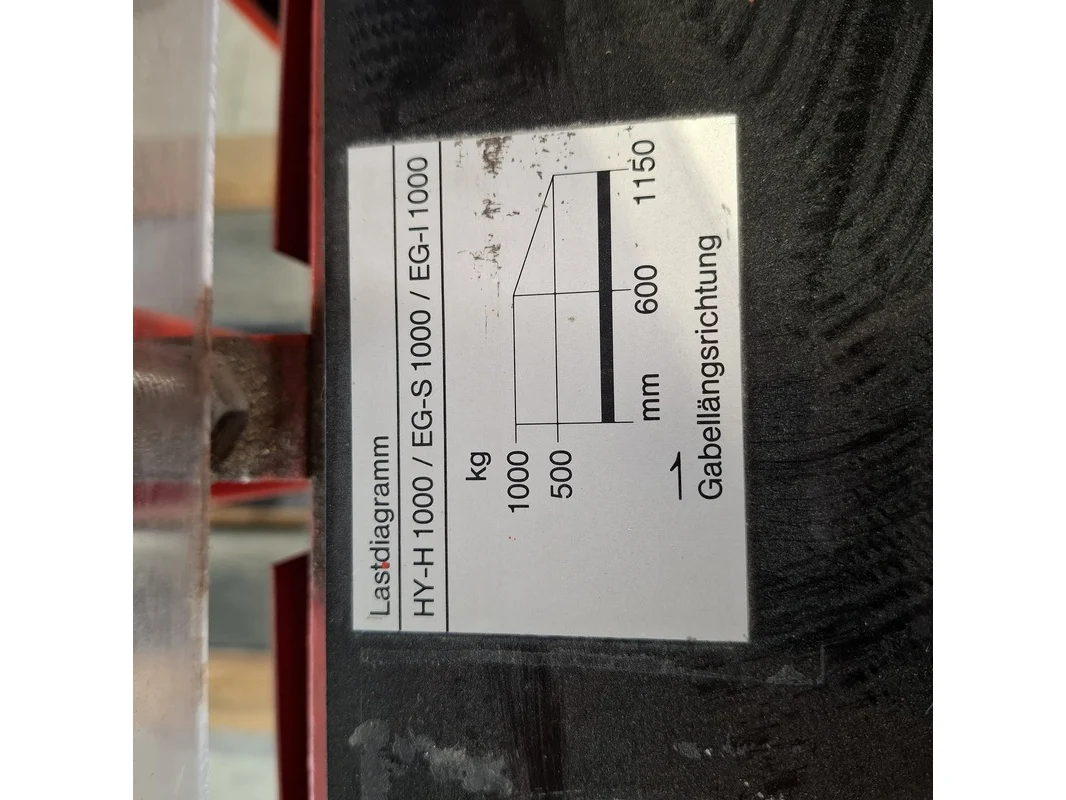 Lastdiagramm
HY-H 1000 / EG-S 1000 / EG-I 1000
kg
1000
500
mm 600 1150
Gabellängsrichtung